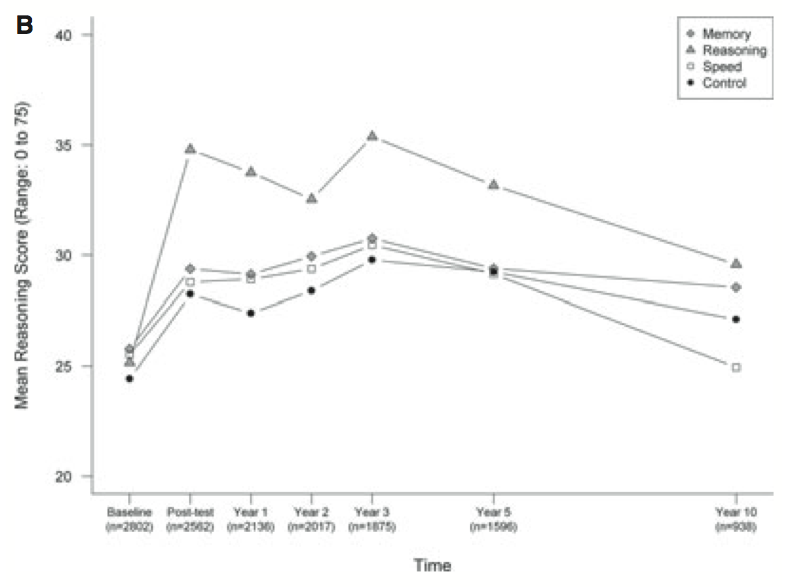 B
Memory
Reasoning
Speed
Control
Mean Reasoning Score (Range: 0 to 75)
40
35
30
25
20
Baseline Post-test Year 1 Year 2 Year 3 Year 5 Year 10
(n=2802) (n=2562) (n=2136) (n=2017) (n=1875) (n=1596) (n=938)
Time